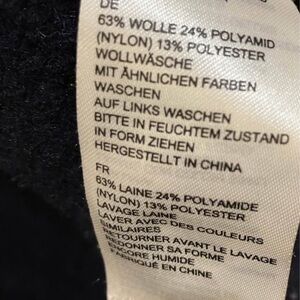 DE
63% WOLLE 24% POLYAMID
(NYLON) 13% POLYESTER
WOLLWÄSCHE
MIT ÄHNLICHEN FARBEN
WASCHEN
AUF LINKS WASCHEN
BITTE IN FEUCHTEM ZUSTAND
IN FORM ZIEHEN
HERGESTELLT IN CHINA
FR
63% LAINE 24% POLYAMIDE
(NYLON) 13% POLYESTER
LAVAGE LAINE
LAVER AVEC DES COULEURS
SIMILAIRES
RETOURNER AVANT LE LAVAGE
REDONNER SA FORME
ENCORE HUMIDE
FABRIQUÉ EN CHINE